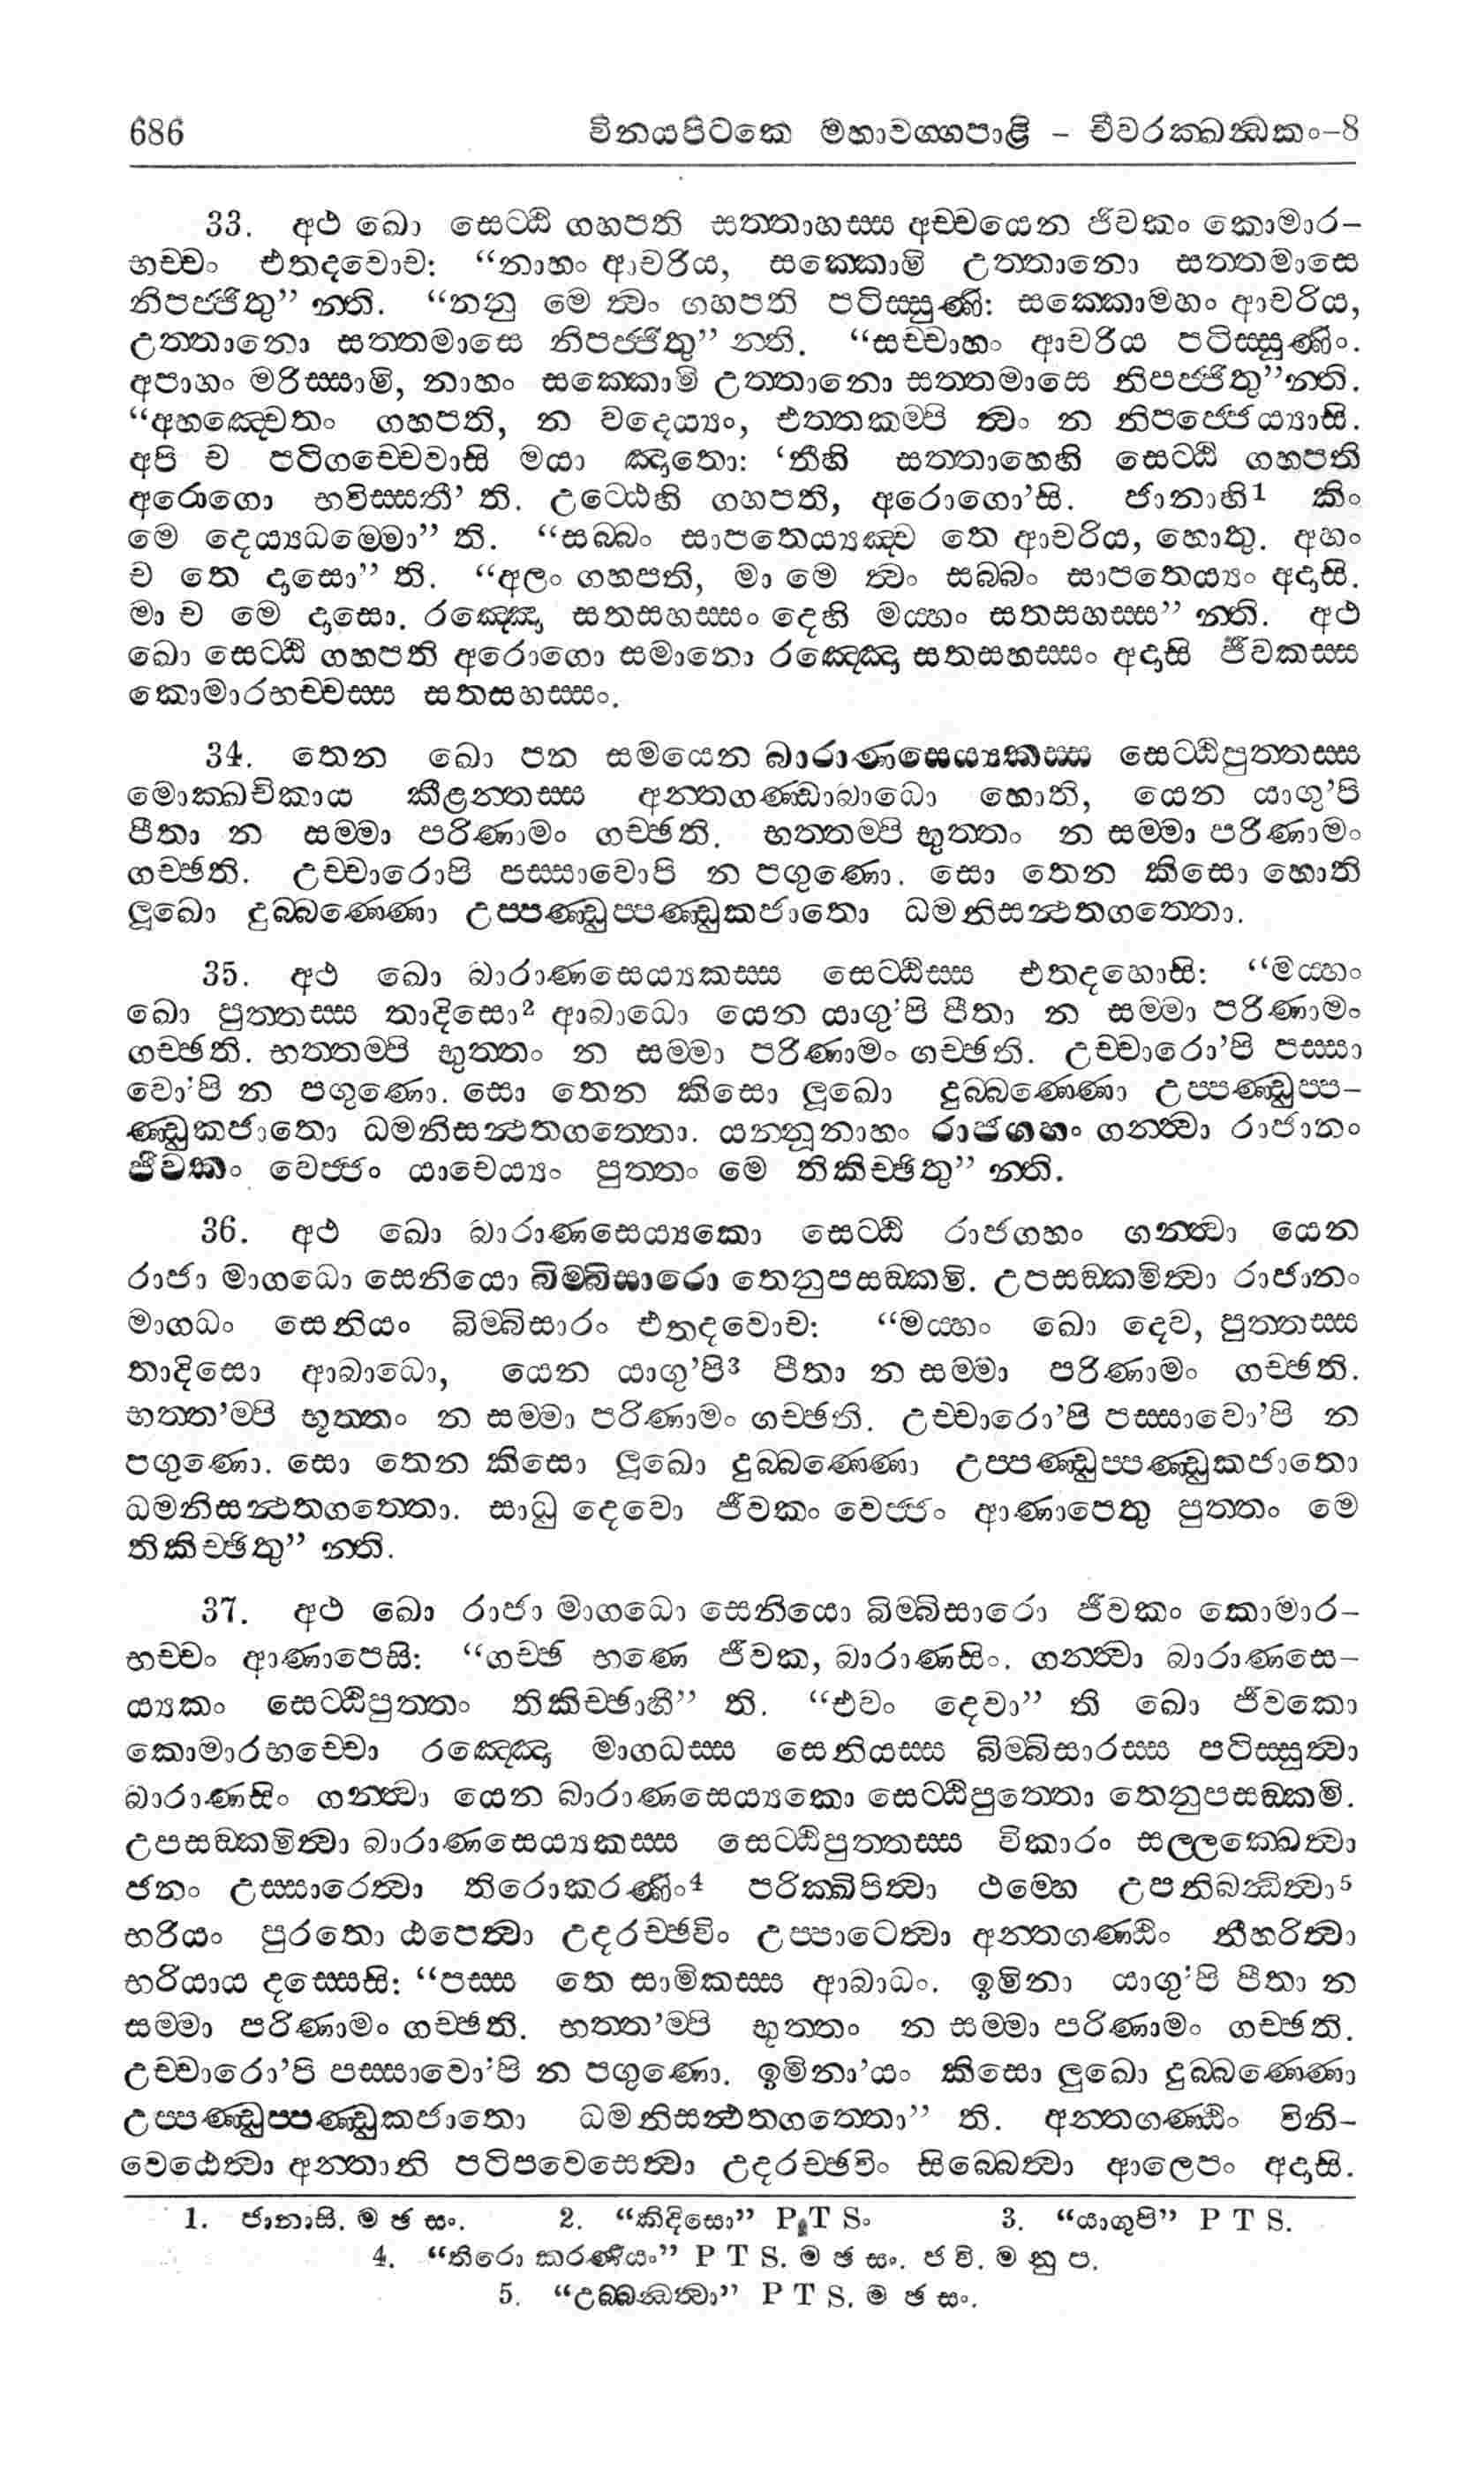 686 විනයපිටකෙ මහාවග්ගපාළි – චීවරක්ඛන්ධකං–8
33. අථ ඛො සෙට්ඨි ගහපති සත්තාහස්ස අච්චයෙන ජීවකං කොමාර–
භච්චං එතදවොච: “නාහං ආචරිය, සක්කොමි උත්තානො සත්තමාසෙ
නිපජ්ජිතු” න්ති. “නනු මෙ ත්වං ගහපති පටිස්සුණි: සක්කොමහං ආචරිය,
උත්තානො සත්තමාසෙ නිපජ්ජිතු” න්ති. “සච්චාහං ආචරිය පටිස්සුණිං.
අපාහං මරිස්සාමි, නාහං සක්කොමි උත්තානො සත්තමාසෙ නිපජ්ජිතු”න්ති.
“අහඤ්චෙතං ගහපති, න වදෙය්‍යං, එත්තකම්පි ත්වං න නිපජ්ජෙය්‍යාසි.
අපි ච පටිගච්චෙවාසි මයා ඤාතො: ‘තීහි සත්තාහෙහි සෙට්ඨි ගහපති
අරොගො භවිස්සතී’ ති. උට්ඨෙහි ගහපති, අරොගො’සි. ජානාහි1 කිං
මෙ දෙය්‍යධම්මො” ති. “සබ්බං සාපතෙය්‍යඤ්ච තෙ ආචරිය, හොතු. අහං
ච තෙ දාසො” ති. “අලං ගහපති, මා මෙ ත්වං සබ්බං සාපතෙය්‍යං අදාසි.
මා ච මෙ දාසො. රඤ්ඤො සතසහස්සං දෙහි මය්හං සතසහස්ස” න්ති. අථ
ඛො සෙට්ඨි ගහපති අරොගො සමානො රඤ්ඤො සතසහස්සං අදාසි ජීවකස්ස
කොමාරභච්චස්ස සතසහස්සං.
34. තෙන ඛො පන සමයෙන බාරාණසෙය්‍යකස්ස සෙට්ඨිපුත්තස්ස
මොක්ඛචිකාය කීළන්තස්ස අන්තගණ්ඩාබාධො හොති, යෙන යාගු’පි
පීතා න සම්මා පරිණාමං ගච්ඡති. භත්තම්පි භුත්තං න සම්මා පරිණාමං
ගච්ඡති. උච්චාරොපි පස්සාවොපි න පගුණො. සො තෙන කිසො හොති
ලූඛො දුබ්බණ්ණො උප්පණ්ඩුප්පණ්ඩුකජාතො ධමනිසන්ථතගත්තො.
35. අථ ඛො බාරාණසෙය්‍යකස්ස සෙට්ඨිස්ස එතදහොසි: “මය්හං
ඛො පුත්තස්ස තාදිසො2 ආබාධො යෙන යාගු’පි පීතා න සම්මා පරිණාමං
ගච්ඡති. භත්තම්පි භුත්තං න සම්මා පරිණාමං ගච්ඡති. උච්චාරො’පි පස්සා
වො’පි න පගුණො. සො තෙන කිසො ලූඛො දුබ්බණ්ණො උප්පණ්ඩුප්ප–
ණ්ඩුකජාතො ධමනිසන්ථතගත්තො. යන්නූනාහං රාජගහං ගන්ත්වා රාජානං
ජීවකං වෙජ්ජං යාචෙය්‍යං පුත්තං මෙ තිකිච්ඡිතු” න්ති.
36. අථ ඛො බාරාණසෙය්‍යකො සෙට්ඨි රාජගහං ගන්ත්වා යෙන
රාජා මාගධො සෙනියො බිම්බිසාරො තෙනුපසඞ්කමි. උපසඞ්කමිත්වා රාජානං
මාගධං සෙනියං බිම්බිසාරං එතදවොච: “මය්හං ඛො දෙව, පුත්තස්ස
තාදිසො ආබාධො, යෙන යාගු’පි3 පීතා න සම්මා පරිණාමං ගච්ඡති.
භත්ත’ම්පි භූත්තං න සම්මා පරිණාමං ගච්ඡති. උච්චාරො’පි පස්සාවො’පි න
පගුණො. සො තෙන කිසො ලූඛො දුබ්බණ්ණො උප්පණ්ඩුප්පණ්ඩුකජාතො
ධමනිසන්ථතගත්තො. සාධු දෙවො ජීවකං වෙජ්ජං ආණාපෙතු පුත්තං මෙ
තිකිච්ඡිතු” න්ති.
37. අථ ඛො රාජා මාගධො සෙනියො බිම්බිසාරො ජීවකං කොමාර–
භච්චං ආණාපෙසි: “ගච්ඡ භණෙ ජීවක, බාරාණසිං. ගන්ත්වා බාරාණසෙ–
ය්‍යකං සෙට්ඨිපුත්තං තිකිච්ඡාහී” ති. “එවං දෙවා” ති ඛො ජීවකො
කොමාරභච්චො රඤ්ඤො මාගධස්ස සෙනියස්ස බිම්බිසාරස්ස පටිස්සුත්වා
බාරාණසිං ගන්ත්වා යෙන බාරාණසෙය්‍යකො සෙට්ඨිපුත්තො තෙනුපසඞ්කමි.
උපසඞ්කමිත්වා බාරාණසෙය්‍යකස්ස සෙට්ඨිපුත්තස්ස විකාරං සල්ලක්ඛෙත්වා
ජනං උස්සාරෙත්වා තිරොකරණිං4 පරික්ඛිපිත්වා ථම්භෙ උපනිබන්ධිත්වා5
භරියං පුරතො ඨපෙත්වා උදරච්ඡවිං උප්පාටෙත්වා අන්තගණ්ඨිං නීහරිත්වා
භරියාය දස්සෙසි: “පස්ස තෙ සාමිකස්ස ආබාධං. ඉමිනා යාගු’පි පීතා න
සම්මා පරිණාමං ගච්ඡති. භත්ත’ම්පි භූත්තං න සම්මා පරිණාමං ගච්ඡති.
උච්චාරො’පි පස්සාවො’පි න පගුණො. ඉමිනා’යං කිසො ලුඛො දුබ්බණ්ණො
උප්පණ්ඩුප්පණ්ඩුකජාතො ධමනිසන්ථතගත්තො” ති. අන්තගණ්ඨිං විනි–
වෙඨෙත්වා අන්තානි පටිපවෙසෙත්වා උදරච්ඡවිං සිබ්බෙත්වා ආලෙපං අදාසි.
1. ජානාසි. ම ඡ සං. 2. “කිදිසො” P T S. 3. “යාගුපි” P T S.
4. “තිරො කරණීයං” P T S. ම ඡ සං. ජ වි. ම නු ප.
5. “උබ්බන්ධිත්වා” P T S. ම ඡ සං.